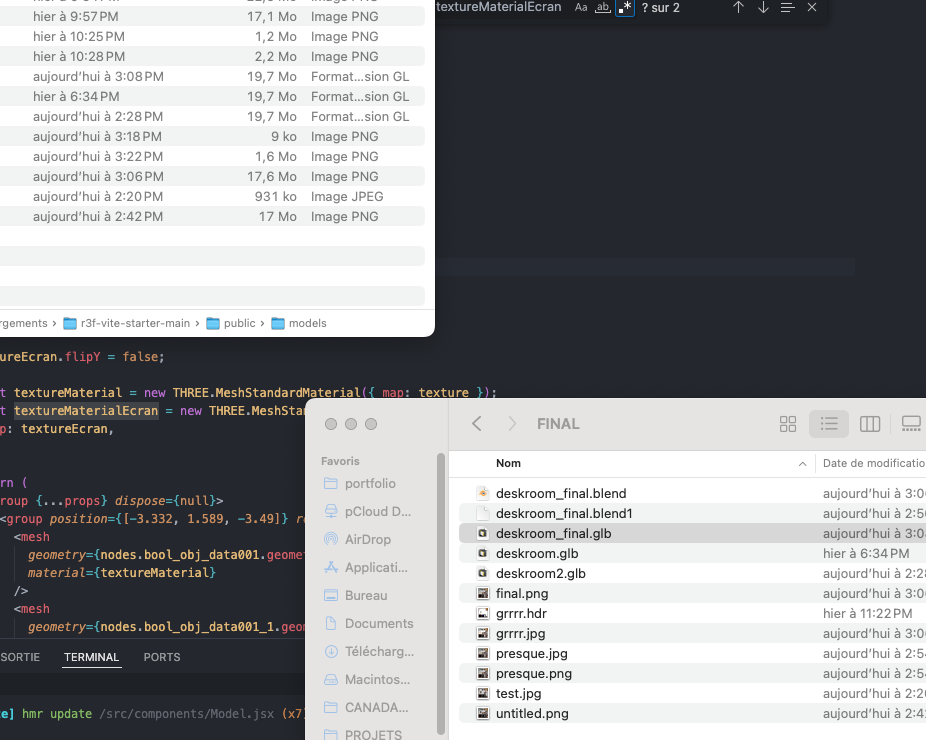 textureMaterialEcran Aa ab .* ? sur 2
hier à 9:57 PM 17,1 Mo Image PNG
hier à 10:25 PM 1,2 Mo Image PNG
hier à 10:28 PM 2,2 Mo Image PNG
aujourd'hui à 3:08 PM 19,7 Mo Format...sion GL
hier à 6:34 PM 19,7 Mo Format...sion GL
aujourd'hui à 2:28 PM 19,7 Mo Format...sion GL
aujourd'hui à 3:18 PM 9 ko Image PNG
aujourd'hui à 3:22 PM 1,6 Mo Image PNG
aujourd'hui à 3:06 PM 17,6 Mo Image PNG
aujourd'hui à 2:20 PM 931 ko Image JPEG
aujourd'hui à 2:42 PM 17 Mo Image PNG
rgements › r3f-vite-starter-main › public › models
ureEcran.flipY = false;
t textureMaterial = new THREE.MeshStandardMaterial({ map: texture });
t textureMaterialEcran = new THREE.MeshSta
p: textureEcran,
rn (
roup {...props} dispose={null}>
<group position={[-3.332, 1.589, -3.49]} r
<mesh
geometry={nodes.bool_obj_data001.geome
material={textureMaterial}
/>
<mesh
geometry={nodes.bool_obj_data001_1.geo
SORTIE TERMINAL PORTS
te] hmr update /src/components/Model.jsx (x7)
FINAL
Favoris
portfolio
pCloud D...
AirDrop
Applicati...
Bureau
Documents
Télécharg...
Macintos...
CANADA...
PROJETS
Nom Date de modificatio
deskroom_final.blend aujourd'hui à 3:0
deskroom_final.blend1 aujourd'hui à 2:5
deskroom_final.glb aujourd'hui à 3:0
deskroom.glb hier à 6:34 PM
deskroom2.glb aujourd'hui à 2:28
final.png aujourd'hui à 3:0
grrrr.hdr hier à 11:22 PM
grrrr.jpg aujourd'hui à 3:0
presque.jpg aujourd'hui à 2:54
presque.png aujourd'hui à 2:54
test.jpg aujourd'hui à 2:20
untitled.png aujourd'hui à 2:42